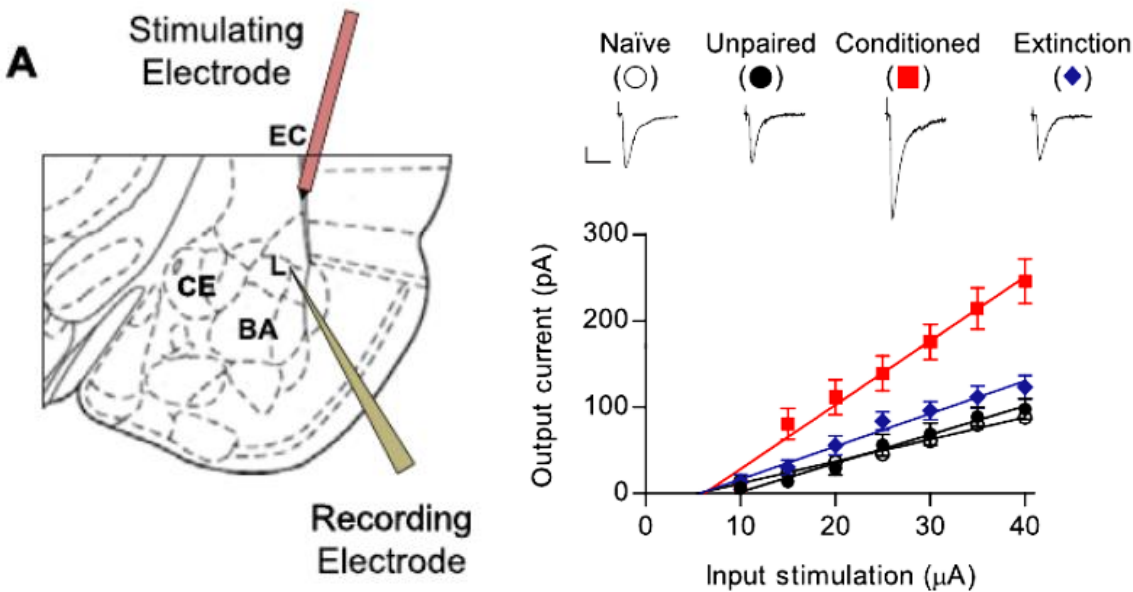 A
Stimulating
Electrode
EC
CE
L
BA
Recording
Electrode
Naïve Unpaired Conditioned Extinction
(○) (●) (■) (◆)
Output current (pA)
300
200
100
0
0 10 20 30 40
Input stimulation (μA)